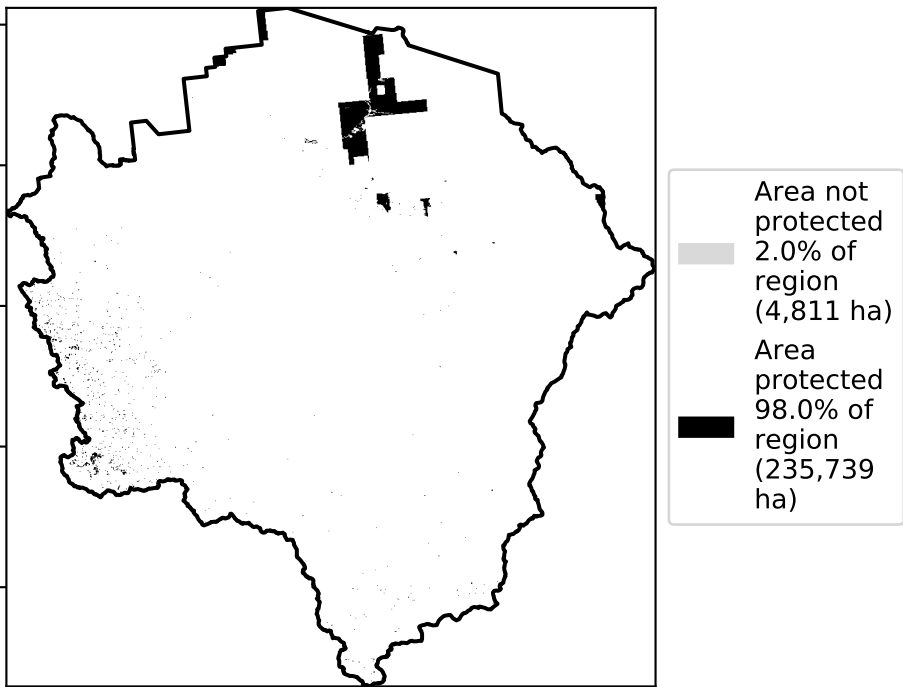 Area not
protected
2.0% of
region
(4,811 ha)
Area
protected
98.0% of
region
(235,739
ha)